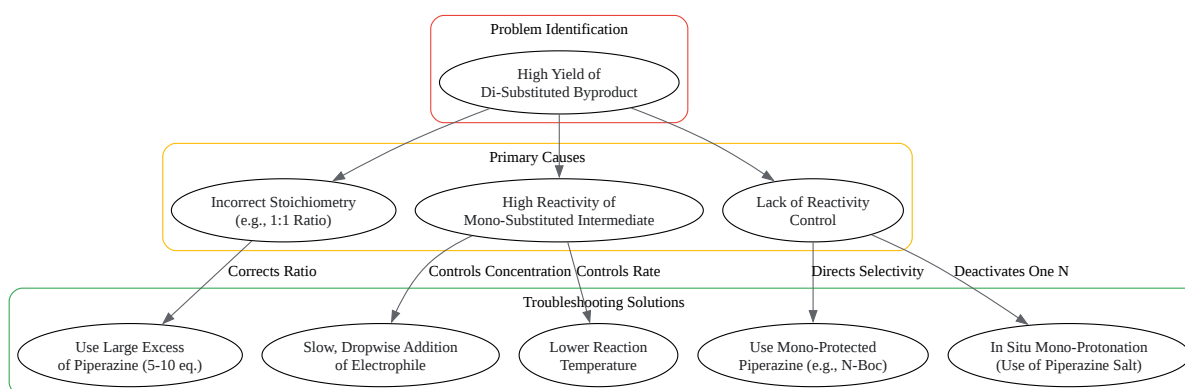 Problem Identification
High Yield of
Di-Substituted Byproduct
Primary Causes
Incorrect Stoichiometry
(e.g., 1:1 Ratio)
High Reactivity of
Mono-Substituted Intermediate
Lack of Reactivity
Control
Corrects Ratio
Controls Concentration
Controls Rate
Directs Selectivity
Deactivates One N
Troubleshooting Solutions
Use Large Excess
of Piperazine (5-10 eq.)
Slow, Dropwise Addition
of Electrophile
Lower Reaction
Temperature
Use Mono-Protected
Piperazine (e.g., N-Boc)
In Situ Mono-Protonation
(Use of Piperazine Salt)